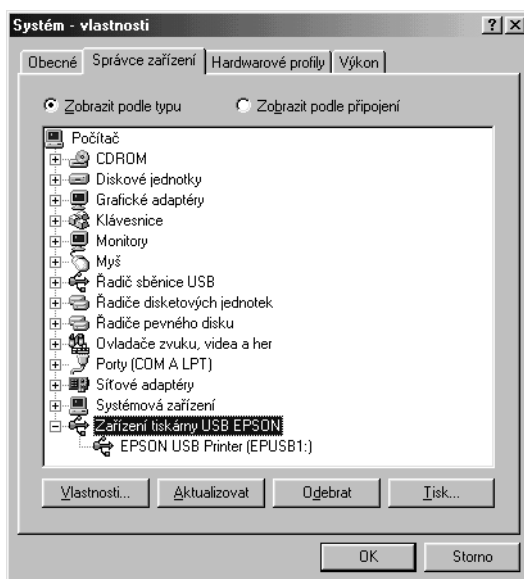 Systém - vlastnosti
Obecné Správce zařízení Hardwarové profily Výkon
Zobrazit podle typu Zobrazit podle připojení
Počítač
CDROM
Diskové jednotky
Grafické adaptéry
Klávesnice
Monitory
Myš
Řadič sběnice USB
Řadiče disketových jednotek
Řadiče pevného disku
Ovladače zvuku, videa a her
Porty (COM A LPT)
Síťové adaptéry
Systémová zařízení
Zařízení tiskárny USB EPSON
EPSON USB Printer (EPUSB1:)
Vlastnosti... Aktualizovat Odebrat Tisk...
OK Storno